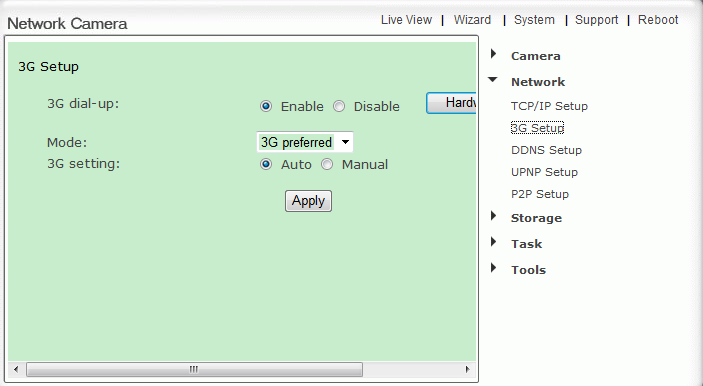 Network Camera
Live View | Wizard | System | Support | Reboot
3G Setup
3G dial-up:
Enable Disable
Hardw
Mode:
3G preferred
3G setting:
Auto Manual
Apply
Camera
Network
TCP/IP Setup
3G Setup
DDNS Setup
UPNP Setup
P2P Setup
Storage
Task
Tools